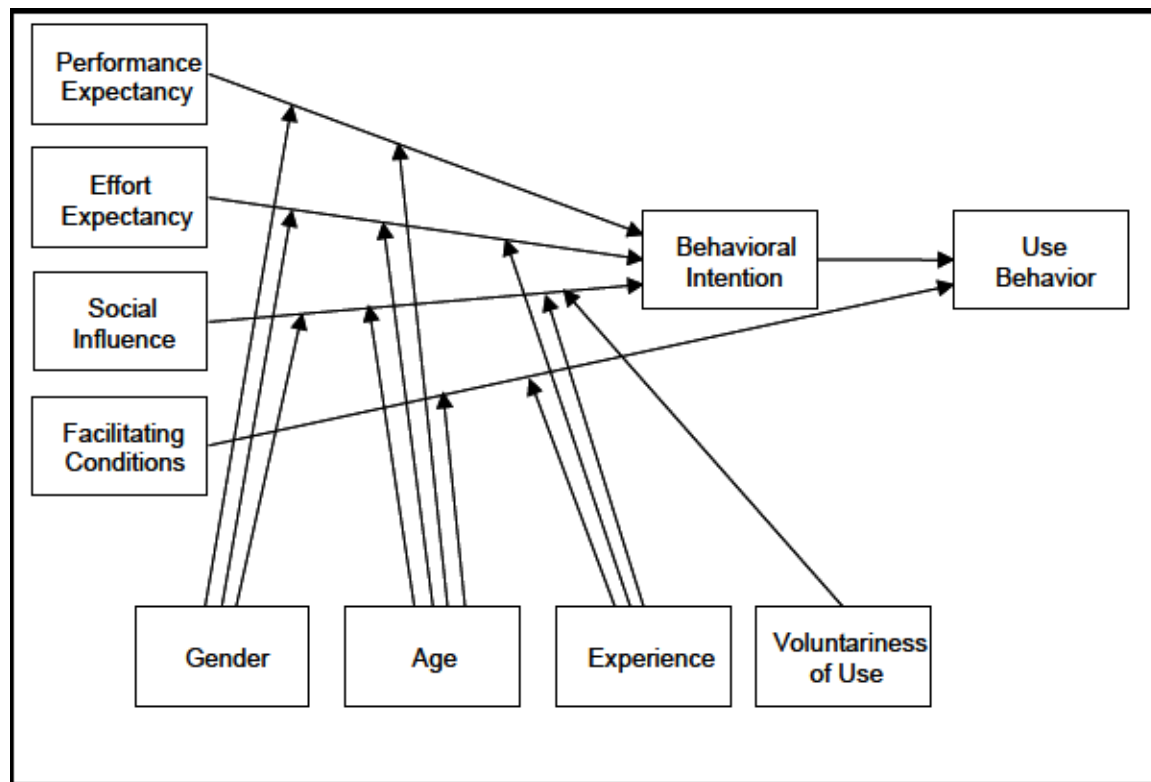 Performance
Expectancy
Effort
Expectancy
Social
Influence
Facilitating
Conditions
Behavioral
Intention
Use
Behavior
Gender
Age
Experience
Voluntariness
of Use